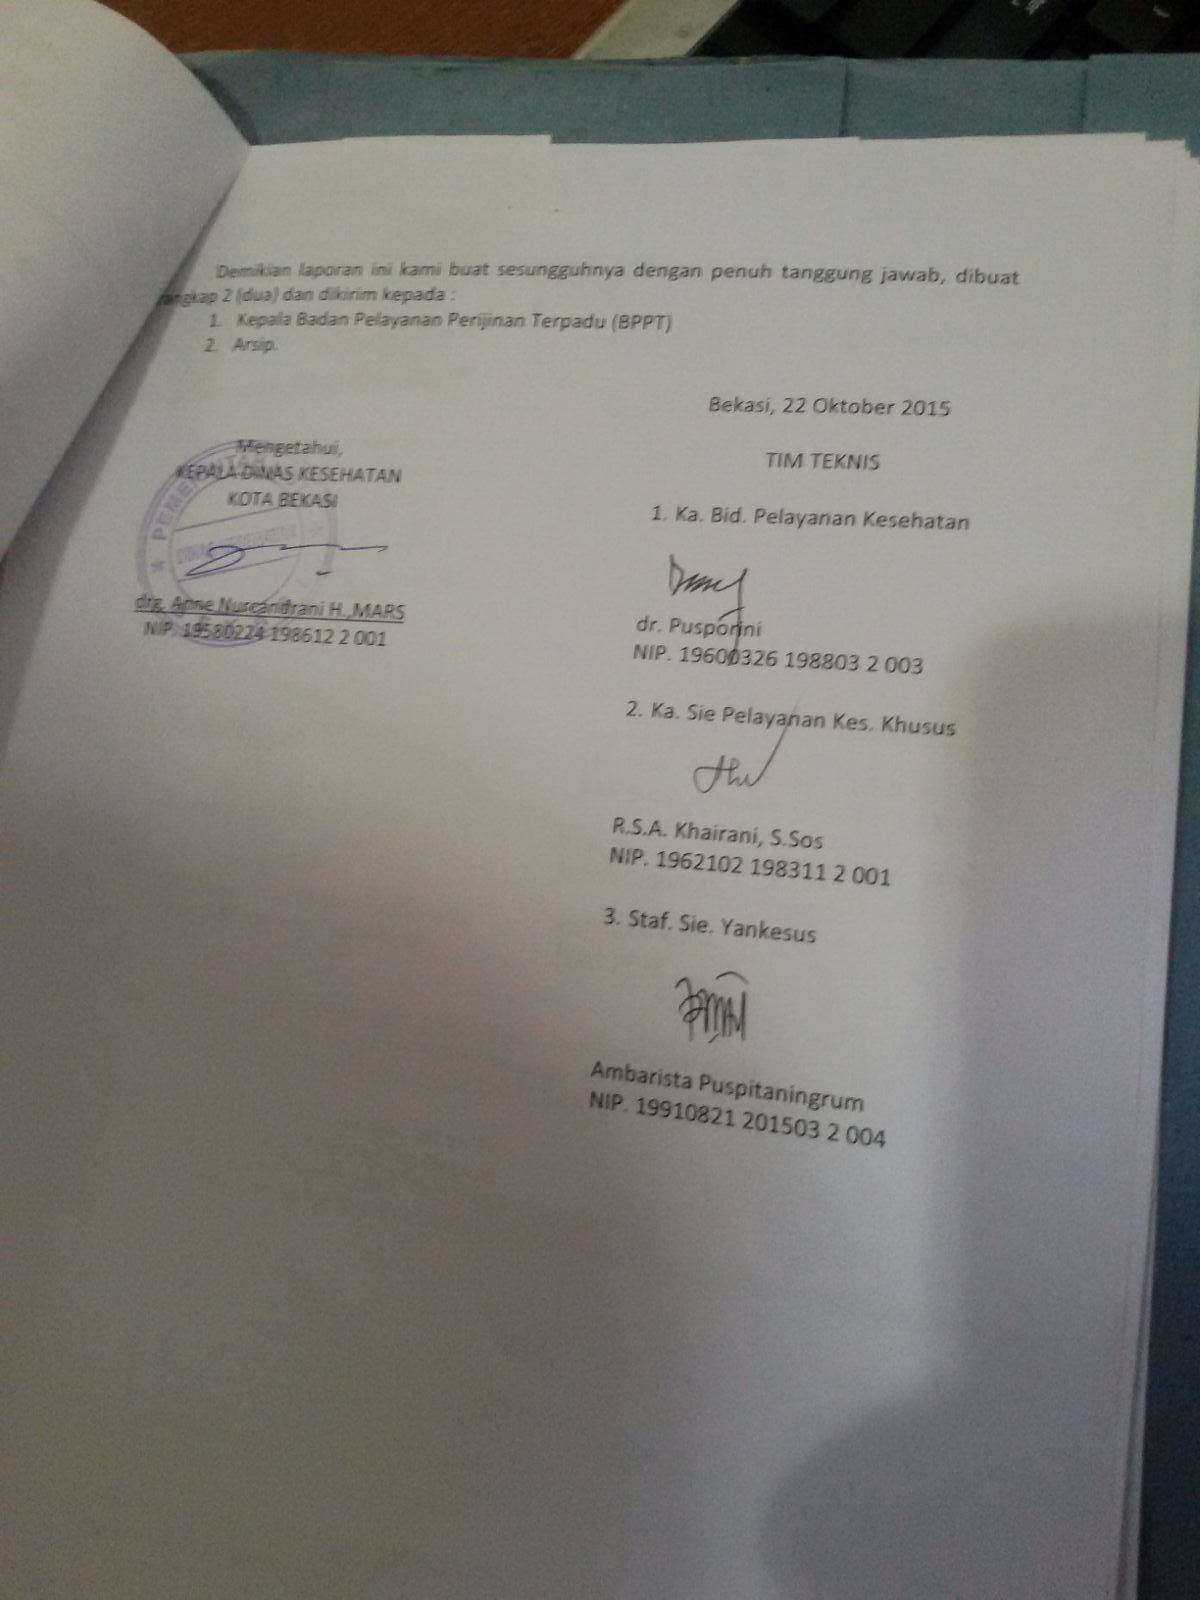 Demikian laporan ini kami buat sesungguhnya dengan penuh tanggung jawab, dibuat
rangkap 2 (dua) dan dikirim kepada :
1. Kepala Badan Pelayanan Perijinan Terpadu (BPPT)
2. Arsip.
Bekasi, 22 Oktober 2015
Mengetahui,
KEPALA DINAS KESEHATAN
KOTA BEKASI
PEMERINTAH
DINAS KESEHATAN
drg. Anne Nurcandrani H.,MARS
NIP. 19580224 198612 2 001
TIM TEKNIS
1. Ka. Bid. Pelayanan Kesehatan
dr. Pusporini
NIP. 19600326 198803 2 003
2. Ka. Sie Pelayanan Kes. Khusus
R.S.A. Khairani, S.Sos
NIP. 1962102 198311 2 001
3. Staf. Sie. Yankesus
Ambarista Puspitaningrum
NIP. 19910821 201503 2 004